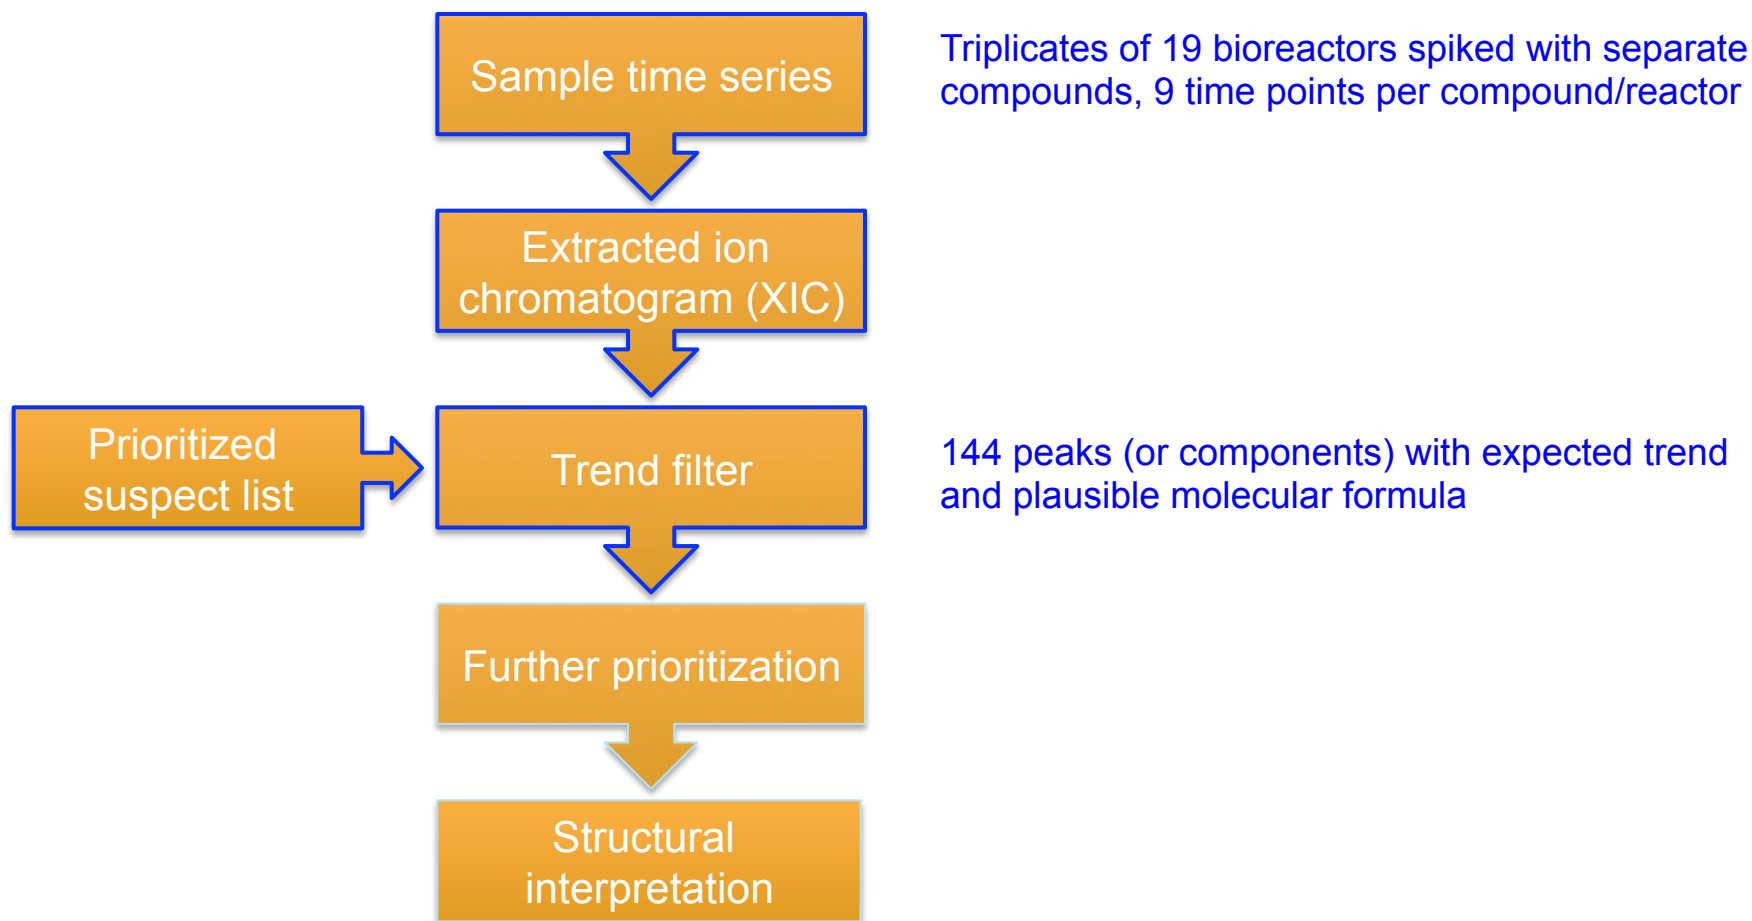 Sample time series
Triplicates of 19 bioreactors spiked with separate
compounds, 9 time points per compound/reactor
Extracted ion
chromatogram (XIC)
Prioritized
suspect list
Trend filter
144 peaks (or components) with expected trend
and plausible molecular formula
Further prioritization
Structural
interpretation